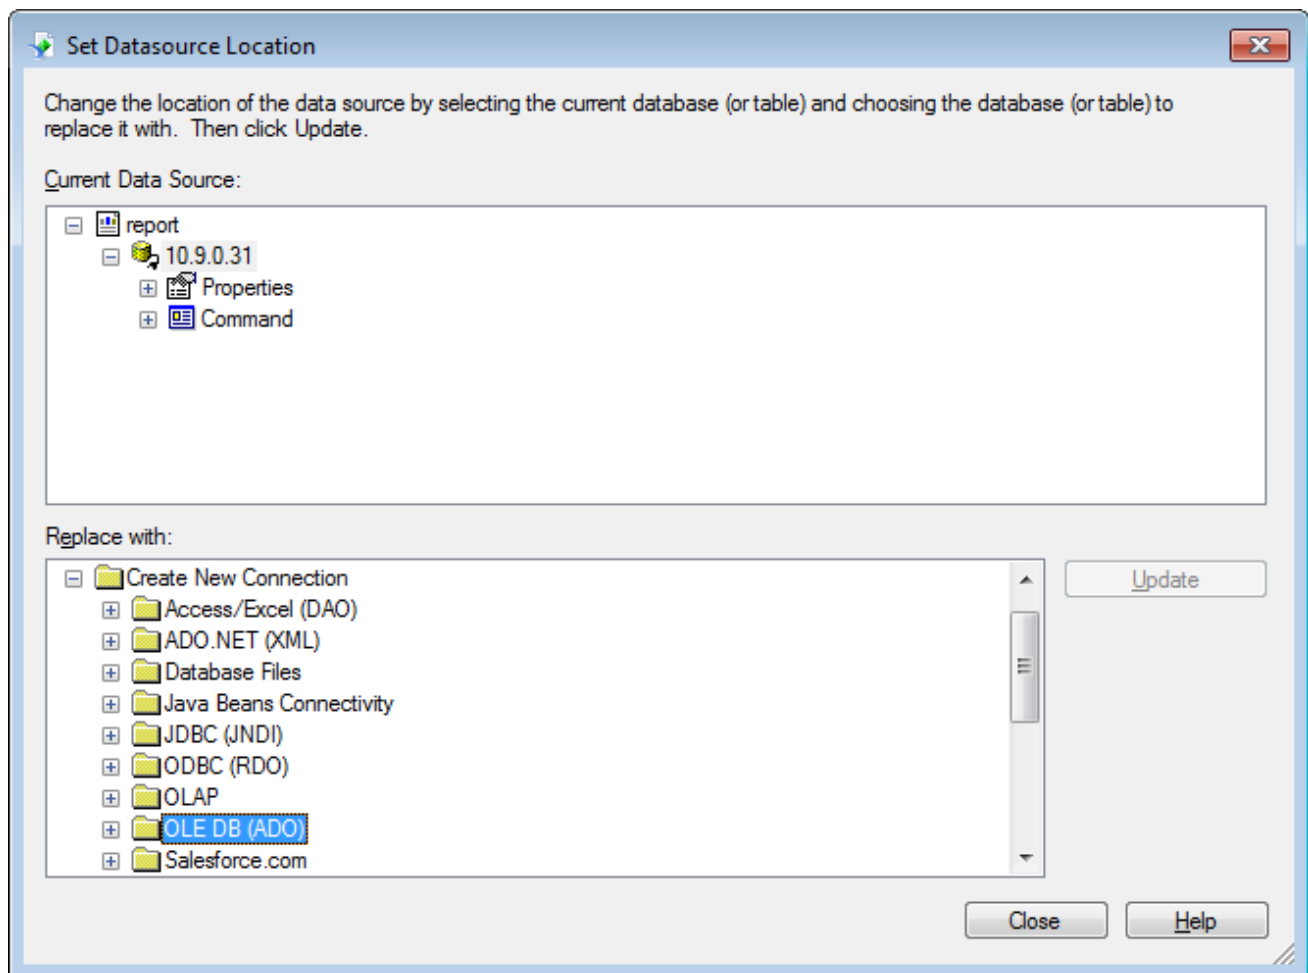 Set Datasource Location
Change the location of the data source by selecting the current database (or table) and choosing the database (or table) to
replace it with. Then click Update.
Current Data Source:
report
10.9.0.31
Properties
Command
Replace with:
Create New Connection
Access/Excel (DAO)
ADO.NET (XML)
Database Files
Java Beans Connectivity
JDBC (JNDI)
ODBC (RDO)
OLAP
OLE DB (ADO)
Salesforce.com
Update
Close
Help